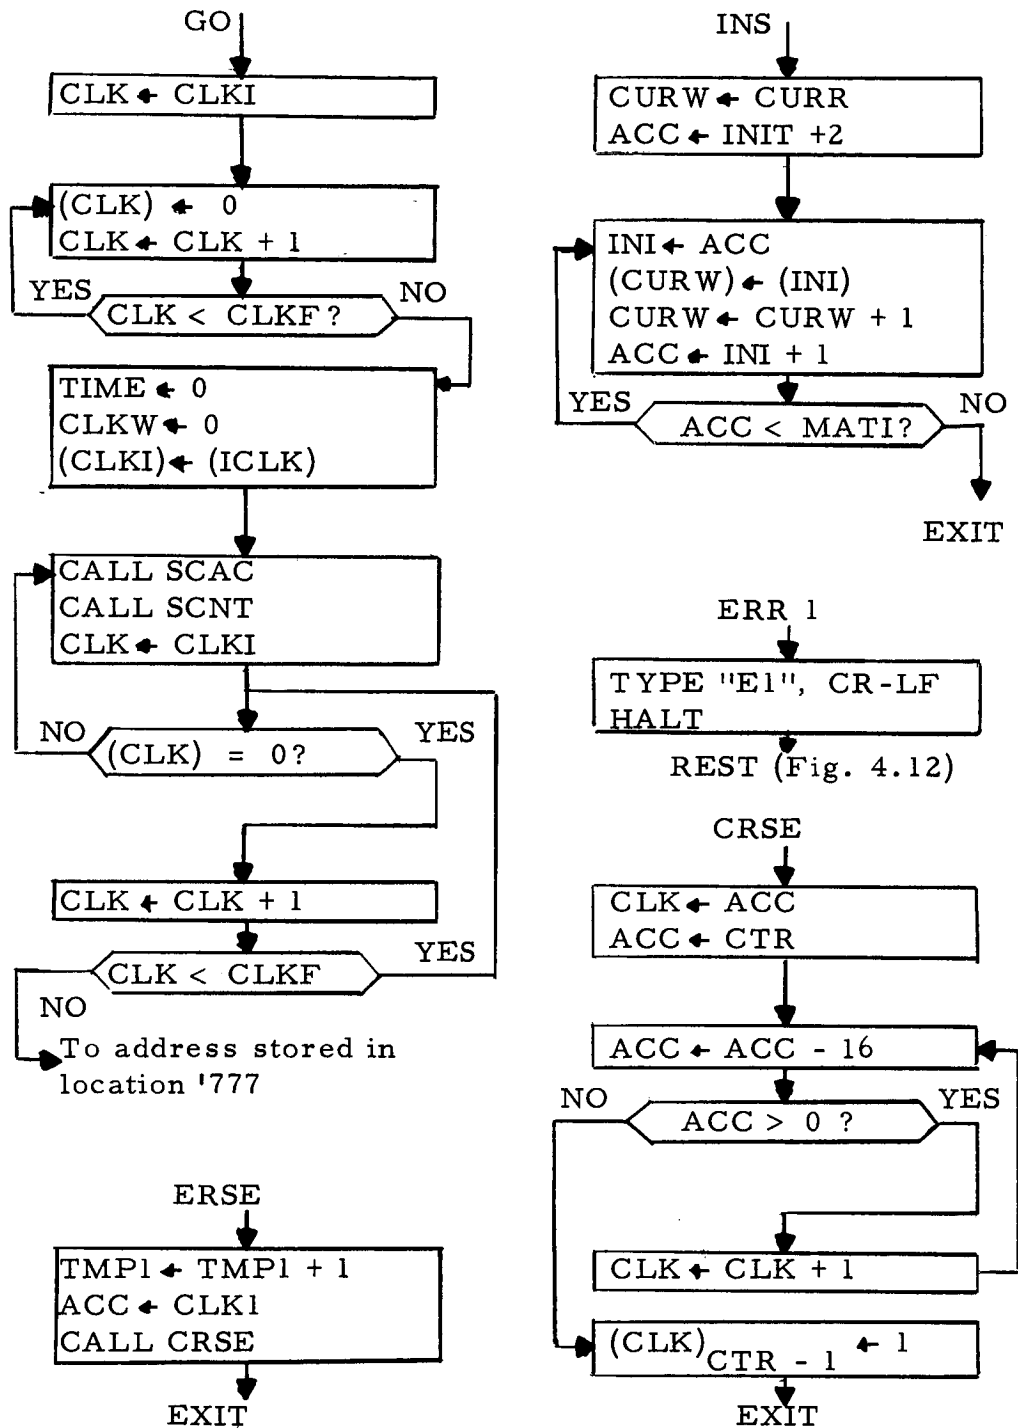 GO
CLK ← CLKI
(CLK) ← 0
CLK ← CLK + 1
YES
NO
CLK < CLKF?
TIME ← 0
CLKW ← 0
(CLKI) ← (ICLK)
CALL SCAC
CALL SCNT
CLK ← CLKI
NO
YES
(CLK) = 0?
CLK ← CLK + 1
YES
CLK < CLKF
NO
To address stored in
location '777
ERSE
TMP1 ← TMP1 + 1
ACC ← CLK1
CALL CRSE
EXIT
INS
CURW ← CURR
ACC ← INIT +2
INI ← ACC
(CURW) ← (INI)
CURW ← CURW + 1
ACC ← INI + 1
YES
NO
ACC < MATI?
EXIT
ERR 1
TYPE "E1", CR-LF
HALT
REST (Fig. 4.12)
CRSE
CLK ← ACC
ACC ← CTR
ACC ← ACC - 16
NO
YES
ACC > 0 ?
CLK ← CLK + 1
(CLK)CTR - 1 ← 1
EXIT